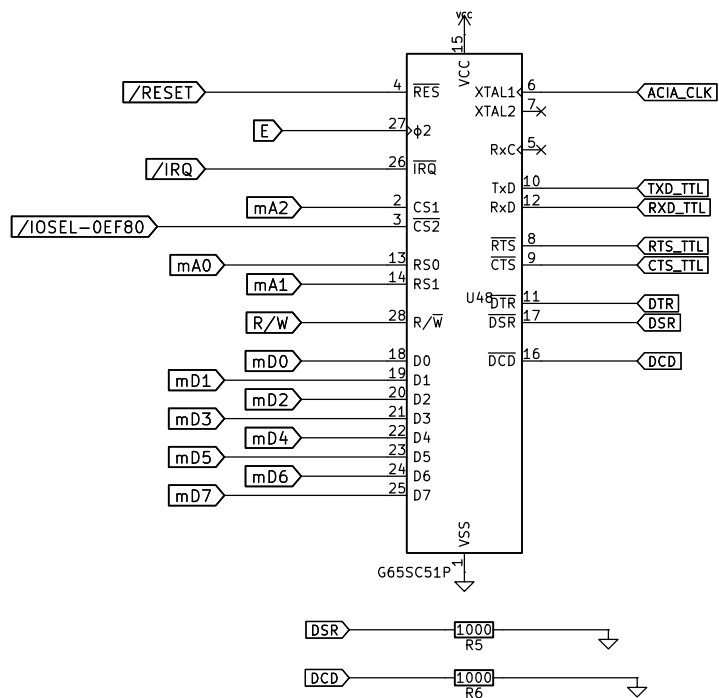 VCC
15
VCC
/RESET 4 RES XTAL1 6 ACIA_CLK
XTAL2 7
E 27 ϕ2
RxC 5
/IRQ 26 IRQ
TxD 10 TXD_TTL
mA2 2 CS1 RxD 12 RXD_TTL
/IOSEL-0EF80 3 CS2
RTS 8 RTS_TTL
mA0 13 RS0 CTS 9 CTS_TTL
mA1 14 RS1
U48 DTR 11 DTR
R/W 28 R/W DSR 17 DSR
mD0 18 D0 DCD 16 DCD
mD1 19 D1
mD2 20 D2
mD3 21 D3
mD4 22 D4
mD5 23 D5
mD6 24 D6
mD7 25 D7
VSS
1
G65SC51P
DSR 1000
R5
DCD 1000
R6